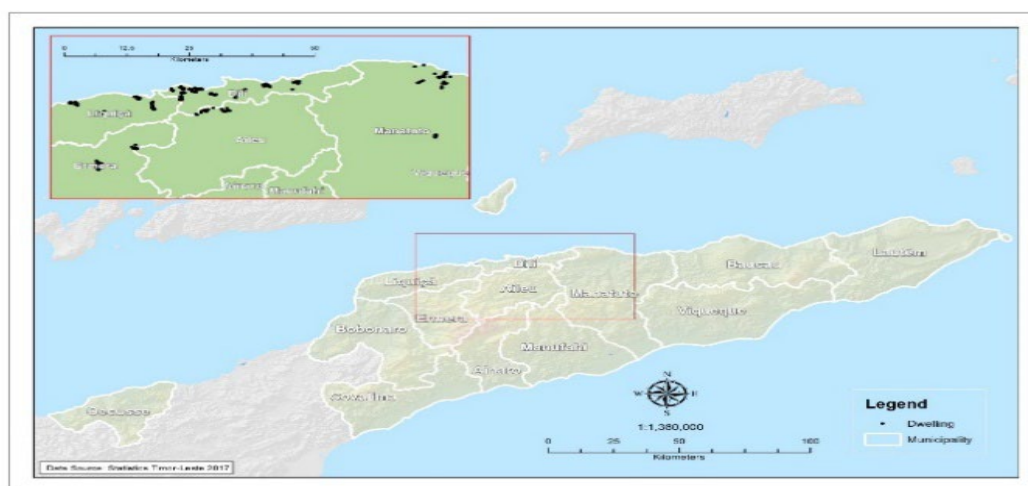 0 12.5 25 50
Kilometers
Dili
Liquiçá
Aileu
Manatuto
Ermera
Viqueque
Ainaro
Manufahi
Dili
Liquiçá
Aileu
Manatuto
Baucau
Lautém
Ermera
Bobonaro
Viqueque
Manufahi
Ainaro
Covalima
Oecusse
N
W E
S
1:1,380,000
0 25 50 100
Kilometers
Legend
Dwelling
Municipality
Data Source: Statistics Timor-Leste 2017